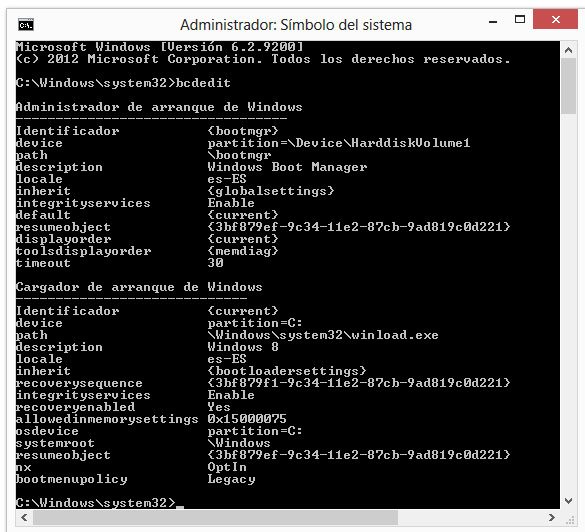 Administrador: Símbolo del sistema
Microsoft Windows [Versión 6.2.9200]
(c) 2012 Microsoft Corporation. Todos los derechos reservados.
C:\Windows\system32>bcdedit
Administrador de arranque de Windows
----------------------------------
Identificador {bootmgr}
device partition=\Device\HarddiskVolume1
path \bootmgr
description Windows Boot Manager
locale es-ES
inherit {globalsettings}
integrityservices Enable
default {current}
resumeobject {3bf879ef-9c34-11e2-87cb-9ad819c0d221}
displayorder {current}
toolsdisplayorder {memdiag}
timeout 30
Cargador de arranque de Windows
-----------------------------
Identificador {current}
device partition=C:
path \Windows\system32\winload.exe
description Windows 8
locale es-ES
inherit {bootloadersettings}
recoverysequence {3bf879f1-9c34-11e2-87cb-9ad819c0d221}
integrityservices Enable
recoveryenabled Yes
allowedinmemorysettings 0x15000075
osdevice partition=C:
systemroot \Windows
resumeobject {3bf879ef-9c34-11e2-87cb-9ad819c0d221}
nx OptIn
bootmenupolicy Legacy
C:\Windows\system32>_